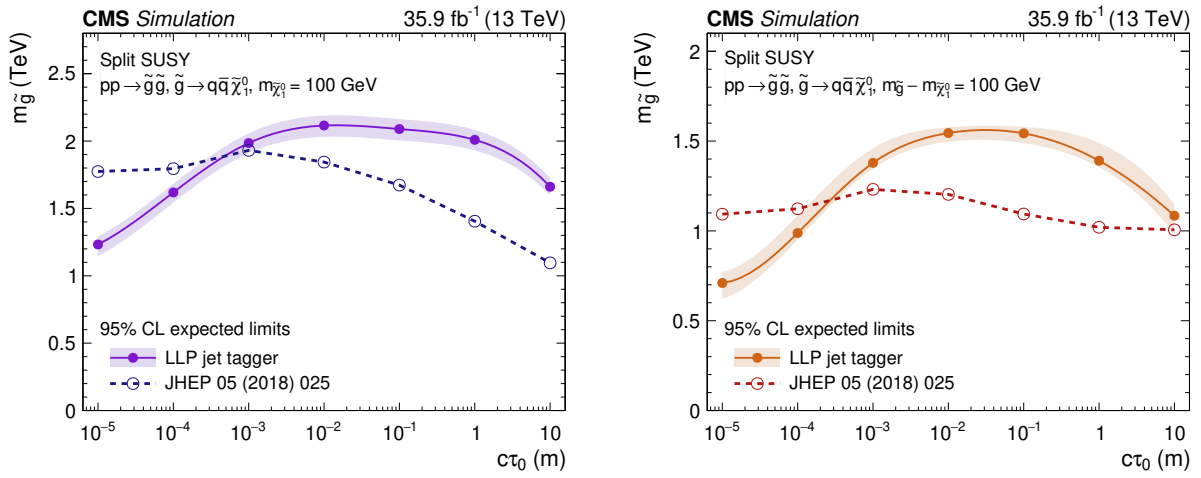 CMS Simulation 35.9 fb⁻¹ (13 TeV)
m_g̃ (TeV)
Split SUSY
pp → g̃g̃, g̃ → qq̄χ̃⁰₁, m_χ̃⁰₁ = 100 GeV
2.5
2
1.5
1
0.5
0
95% CL expected limits
LLP jet tagger
JHEP 05 (2018) 025
10⁻⁵ 10⁻⁴ 10⁻³ 10⁻² 10⁻¹ 1 10
cτ₀ (m)
CMS Simulation 35.9 fb⁻¹ (13 TeV)
m_g̃ (TeV)
Split SUSY
pp → g̃g̃, g̃ → qq̄χ̃⁰₁, m_g̃ − m_χ̃⁰₁ = 100 GeV
2
1.5
1
0.5
0
95% CL expected limits
LLP jet tagger
JHEP 05 (2018) 025
10⁻⁵ 10⁻⁴ 10⁻³ 10⁻² 10⁻¹ 1 10
cτ₀ (m)